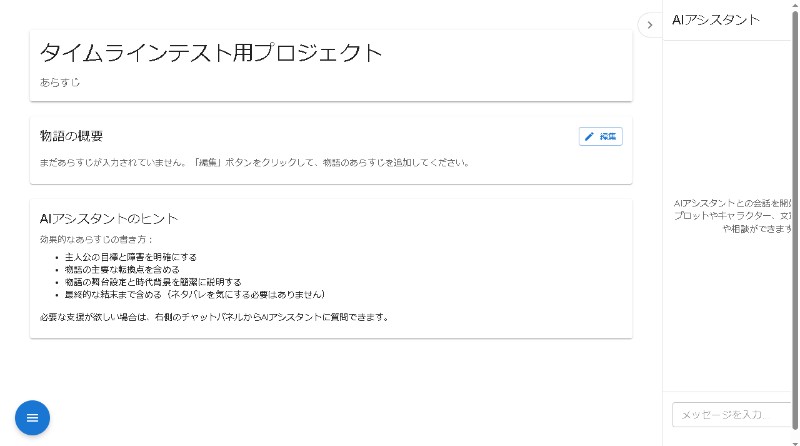 タイムラインテスト用プロジェクト
あらすじ
物語の概要
編集
まだあらすじが入力されていません。「編集」ボタンをクリックして、物語のあらすじを追加してください。
AIアシスタントのヒント
効果的なあらすじの書き方：
主人公の目標と障害を明確にする
物語の主要な転換点を含める
物語の舞台設定と時代背景を簡潔に説明する
最終的な結末まで含める（ネタバレを気にする必要はありません）
必要な支援が欲しい場合は、右側のチャットパネルからAIアシスタントに質問できます。
AIアシスタント
AIアシスタントとの会話を開
プロットやキャラクター、文
や相談ができます
メッセージを入力